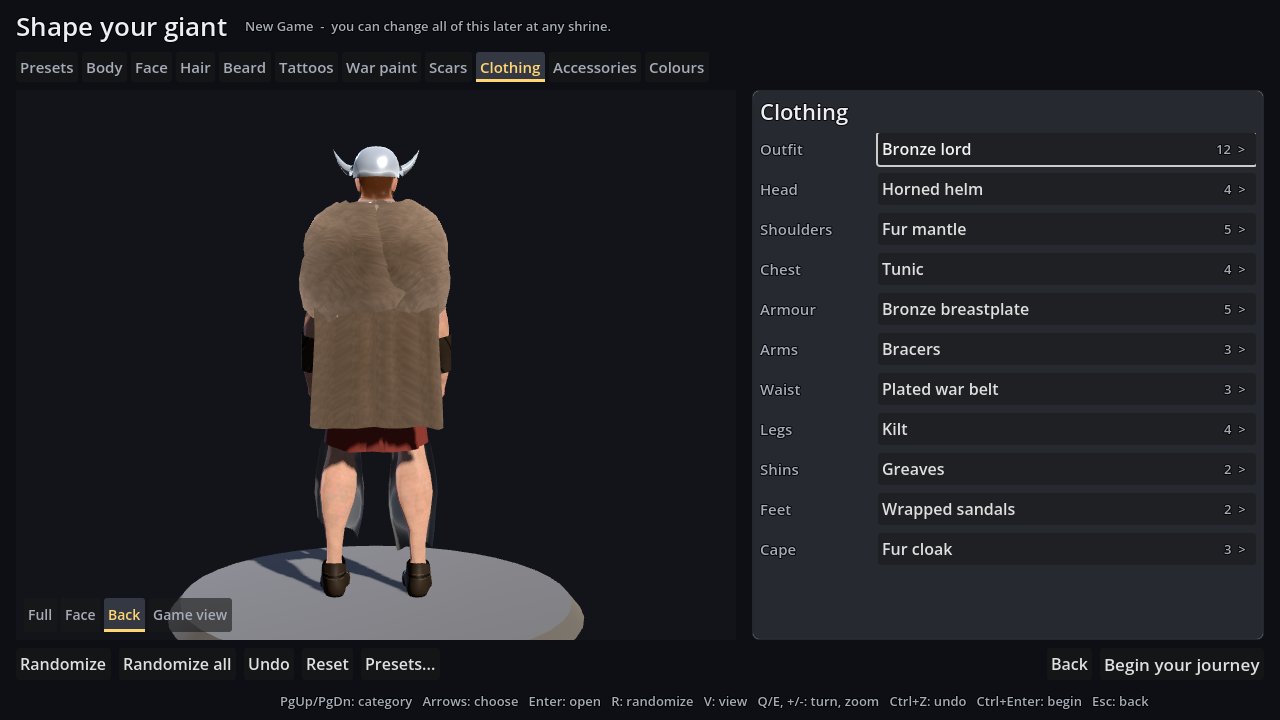 Shape your giant
New Game - you can change all of this later at any shrine.
Presets Body Face Hair Beard Tattoos War paint Scars Clothing Accessories Colours
Clothing
Outfit Bronze lord 12 >
Head Horned helm 4 >
Shoulders Fur mantle 5 >
Chest Tunic 4 >
Armour Bronze breastplate 5 >
Arms Bracers 3 >
Waist Plated war belt 3 >
Legs Kilt 4 >
Shins Greaves 2 >
Feet Wrapped sandals 2 >
Cape Fur cloak 3 >
Full Face Back Game view
Randomize Randomize all Undo Reset Presets... Back Begin your journey
PgUp/PgDn: category Arrows: choose Enter: open R: randomize V: view Q/E, +/-: turn, zoom Ctrl+Z: undo Ctrl+Enter: begin Esc: back